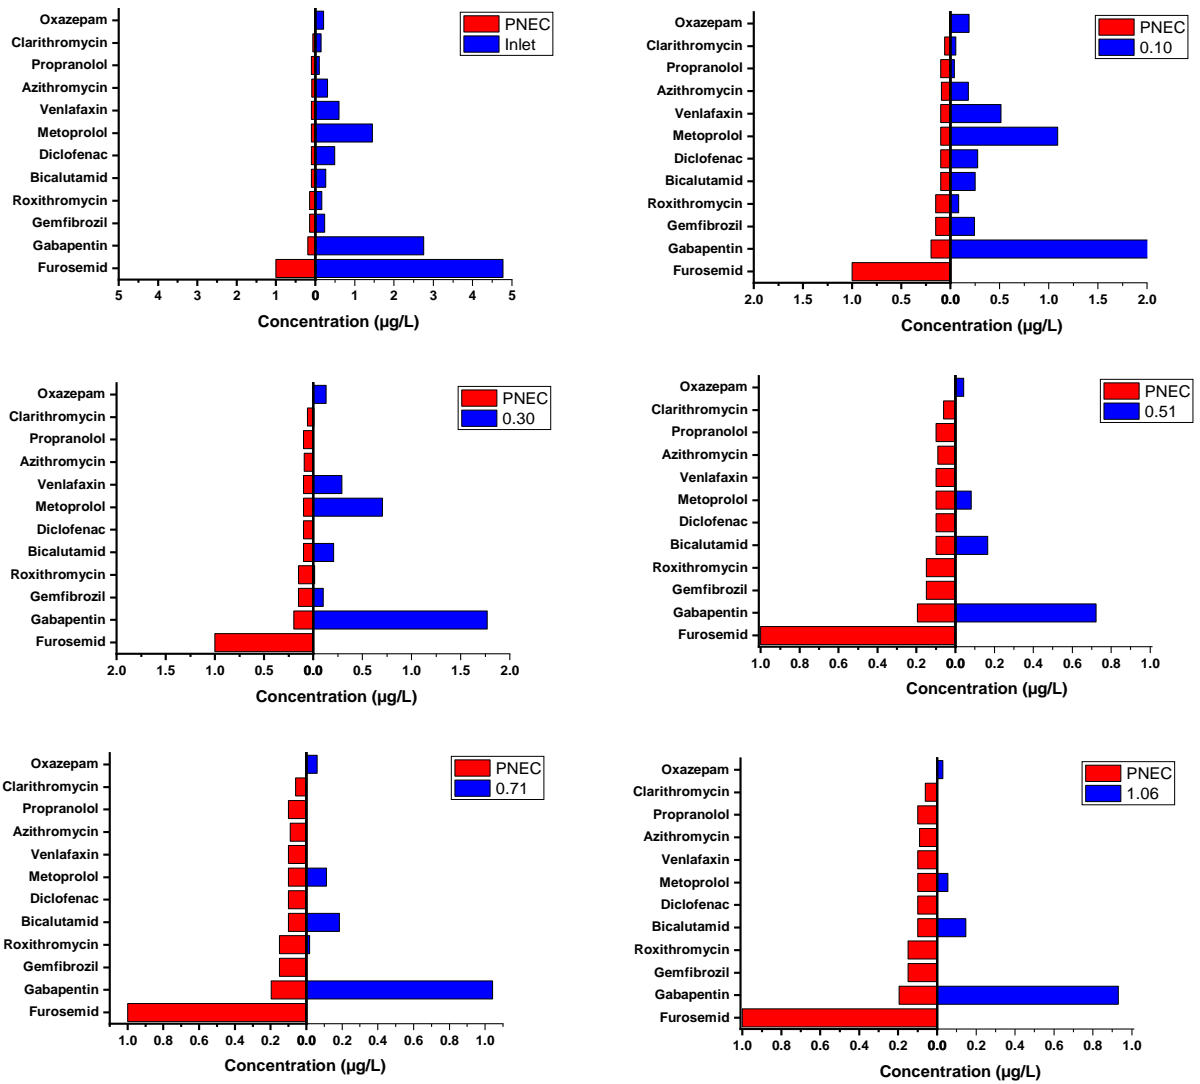 Oxazepam
Clarithromycin
Propranolol
Azithromycin
Venlafaxin
Metoprolol
Diclofenac
Bicalutamid
Roxithromycin
Gemfibrozil
Gabapentin
Furosemid
PNEC
Inlet
5 4 3 2 1 0 0 1 2 3 4 5
Concentration (µg/L)
Oxazepam
Clarithromycin
Propranolol
Azithromycin
Venlafaxin
Metoprolol
Diclofenac
Bicalutamid
Roxithromycin
Gemfibrozil
Gabapentin
Furosemid
PNEC
0.10
2.0 1.5 1.0 0.5 0.0 0.0 0.5 1.0 1.5 2.0
Concentration (µg/L)
Oxazepam
Clarithromycin
Propranolol
Azithromycin
Venlafaxin
Metoprolol
Diclofenac
Bicalutamid
Roxithromycin
Gemfibrozil
Gabapentin
Furosemid
PNEC
0.30
2.0 1.5 1.0 0.5 0.0 0.0 0.5 1.0 1.5 2.0
Concentration (µg/L)
Oxazepam
Clarithromycin
Propranolol
Azithromycin
Venlafaxin
Metoprolol
Diclofenac
Bicalutamid
Roxithromycin
Gemfibrozil
Gabapentin
Furosemid
PNEC
0.51
1.0 0.8 0.6 0.4 0.2 0.0 0.0 0.2 0.4 0.6 0.8 1.0
Concentration (µg/L)
Oxazepam
Clarithromycin
Propranolol
Azithromycin
Venlafaxin
Metoprolol
Diclofenac
Bicalutamid
Roxithromycin
Gemfibrozil
Gabapentin
Furosemid
PNEC
0.71
1.0 0.8 0.6 0.4 0.2 0.0 0.0 0.2 0.4 0.6 0.8 1.0
Concentration (µg/L)
Oxazepam
Clarithromycin
Propranolol
Azithromycin
Venlafaxin
Metoprolol
Diclofenac
Bicalutamid
Roxithromycin
Gemfibrozil
Gabapentin
Furosemid
PNEC
1.06
1.0 0.8 0.6 0.4 0.2 0.0 0.0 0.2 0.4 0.6 0.8 1.0
Concentration (µg/L)